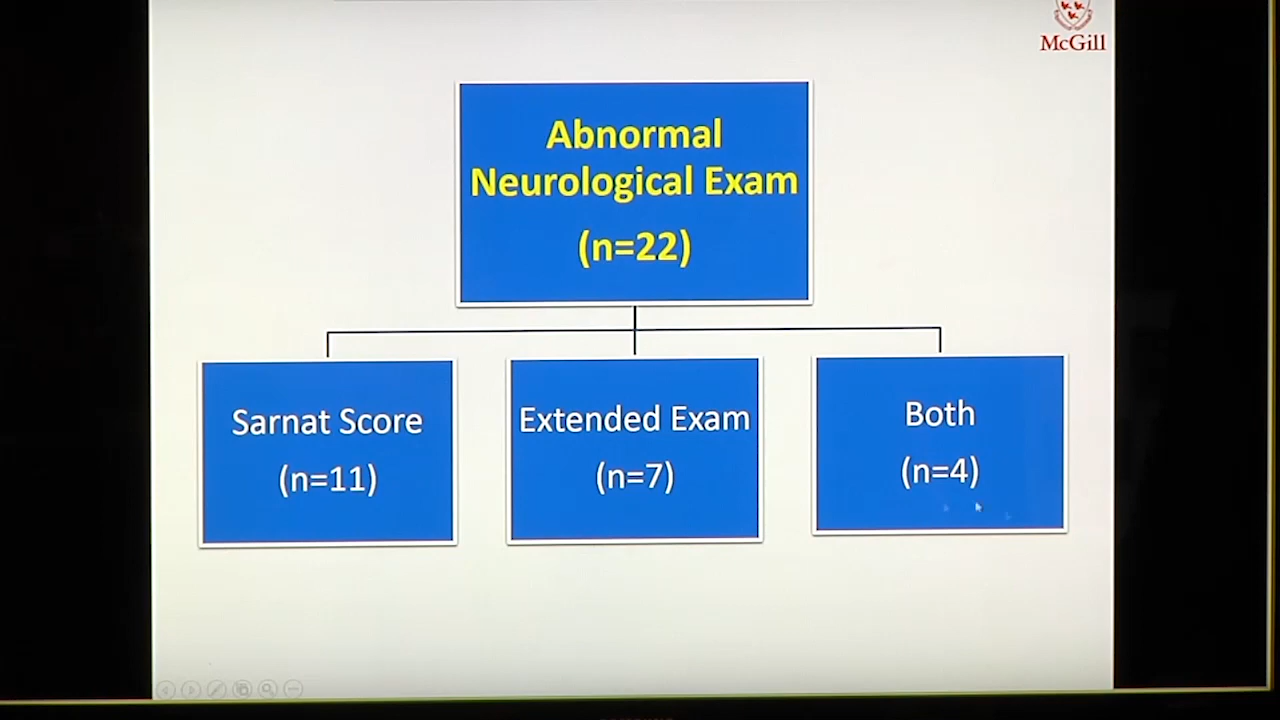 McGill
Abnormal
Neurological Exam
(n=22)
Sarnat Score
(n=11)
Extended Exam
(n=7)
Both
(n=4)